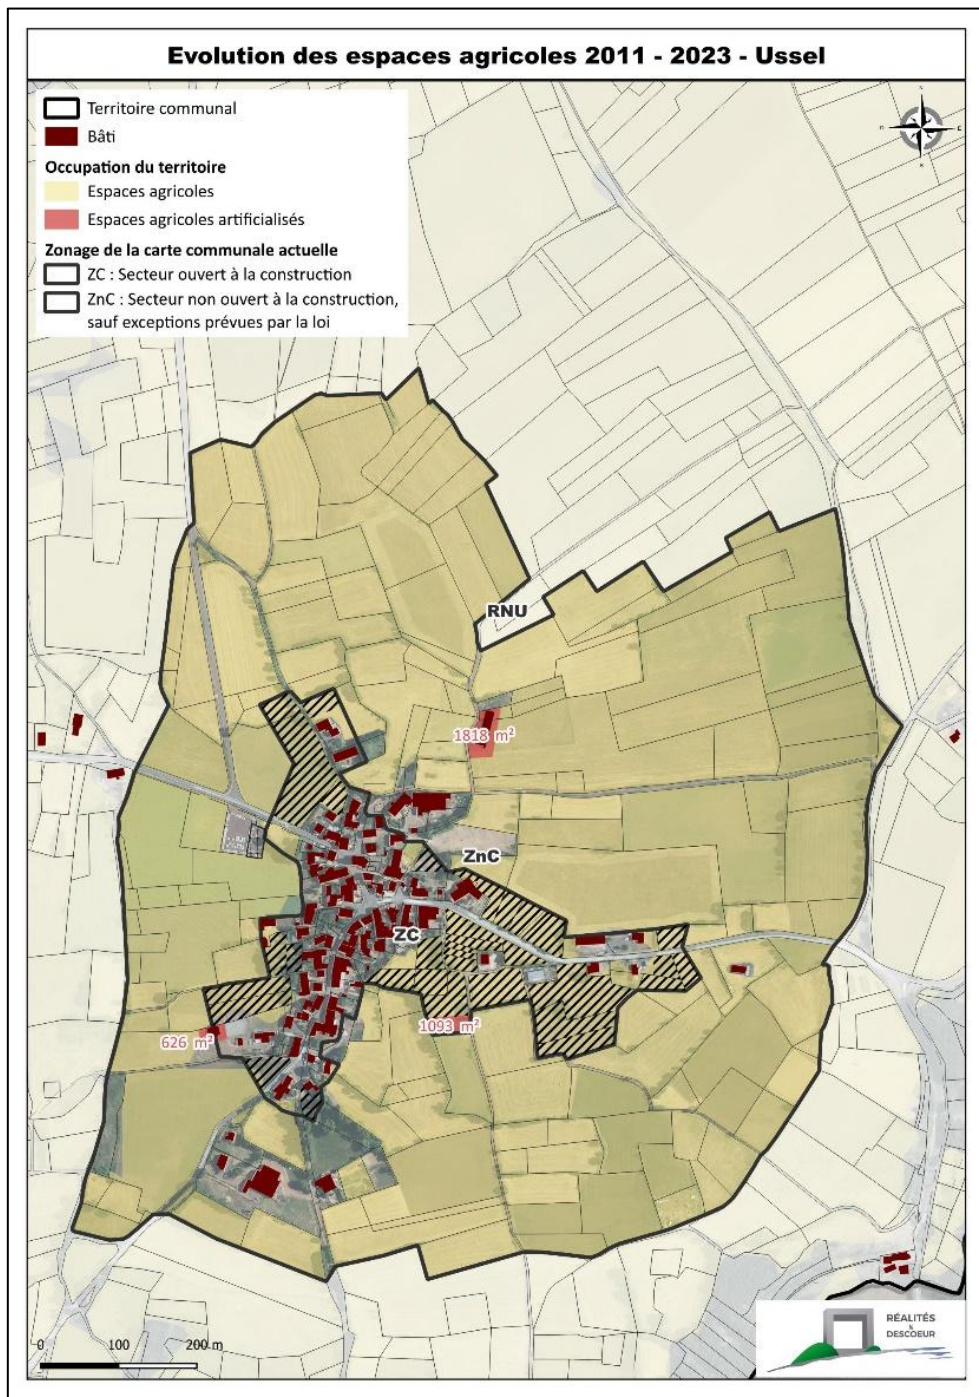 Evolution des espaces agricoles 2011 - 2023 - Ussel
Territoire communal
Bâti
Occupation du territoire
Espaces agricoles
Espaces agricoles artificialisés
Zonage de la carte communale actuelle
ZC : Secteur ouvert à la construction
ZnC : Secteur non ouvert à la construction,
sauf exceptions prévues par la loi
RNU
1818 m²
ZnC
ZC
1093 m²
626 m²
0 100 200 m
RÉALITÉS
&
DESCOEUR